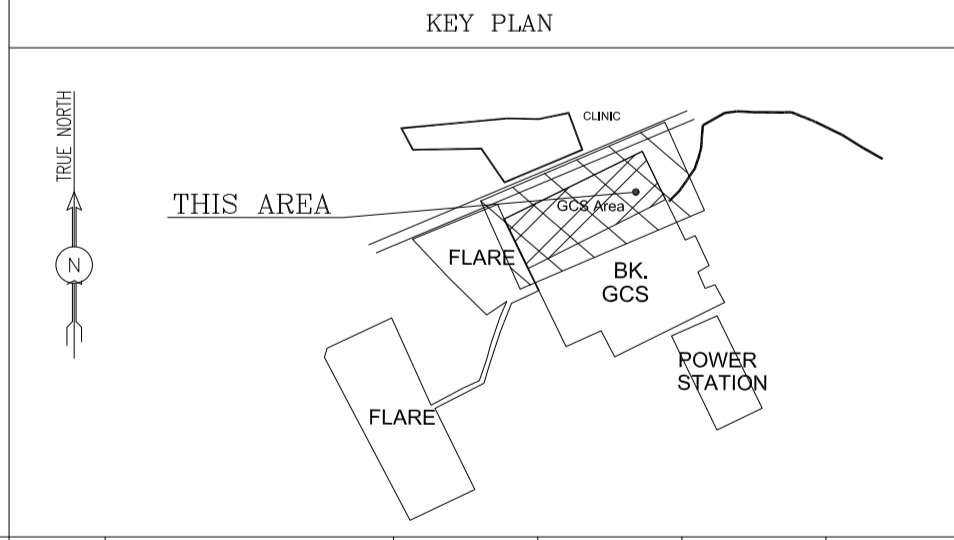 KEY PLAN
TRUE NORTH
N
CLINIC
THIS AREA
GCS Area
FLARE
BK.
GCS
POWER
STATION
FLARE